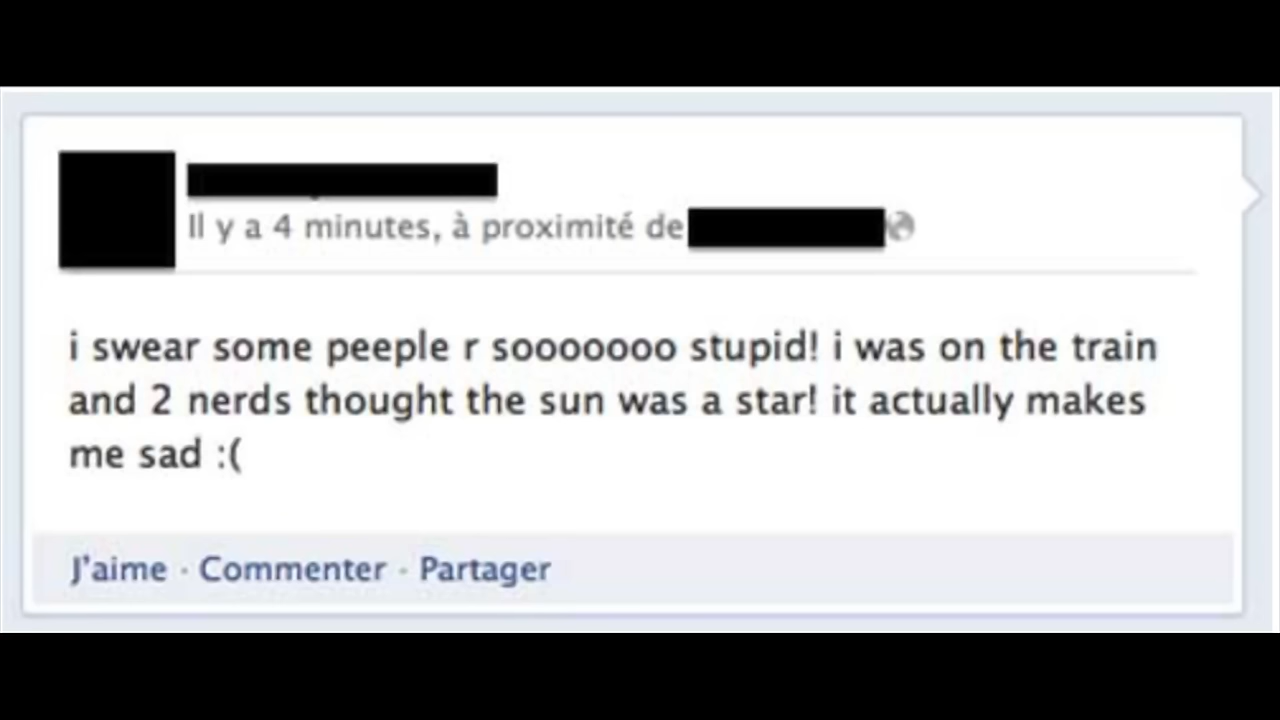 Il y a 4 minutes, à proximité de
i swear some peeple r sooooooo stupid! i was on the train
and 2 nerds thought the sun was a star! it actually makes
me sad :(
J'aime · Commenter · Partager